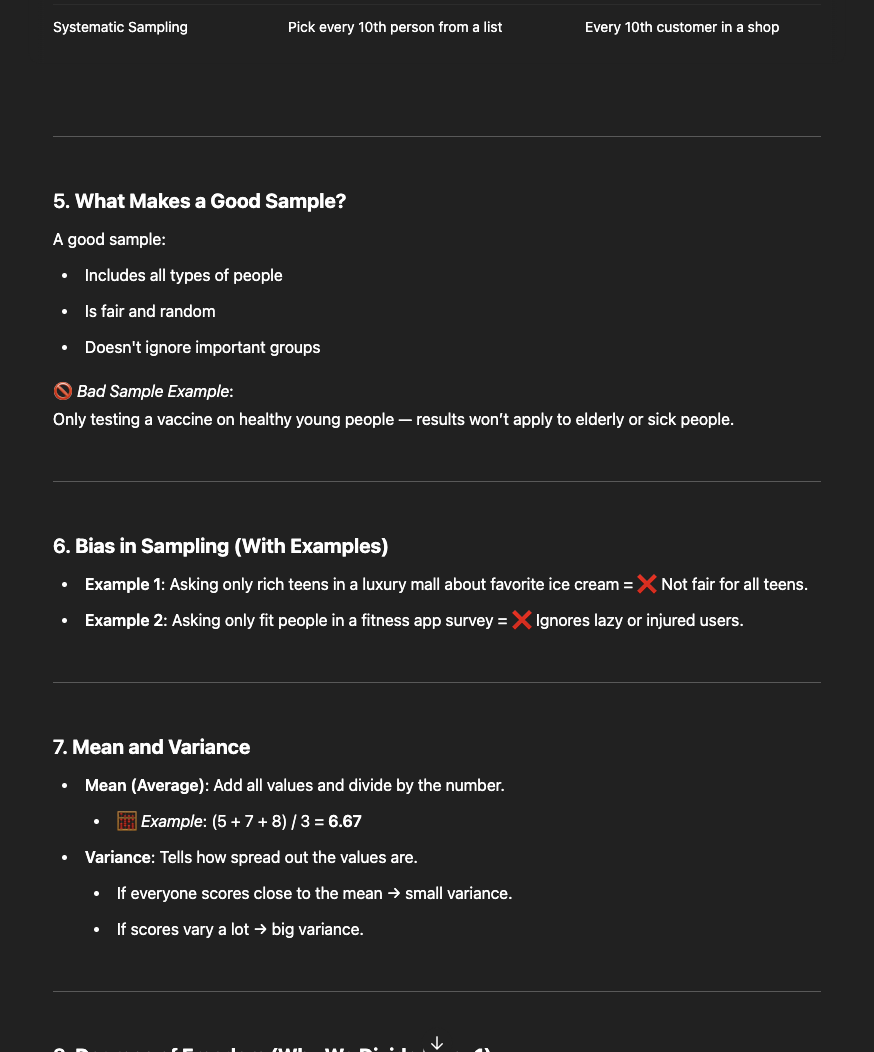 Systematic Sampling Pick every 10th person from a list Every 10th customer in a shop
5. What Makes a Good Sample?
A good sample:
• Includes all types of people
• Is fair and random
• Doesn't ignore important groups
🚫 Bad Sample Example:
Only testing a vaccine on healthy young people — results won’t apply to elderly or sick people.
6. Bias in Sampling (With Examples)
• Example 1: Asking only rich teens in a luxury mall about favorite ice cream = ❌ Not fair for all teens.
• Example 2: Asking only fit people in a fitness app survey = ❌ Ignores lazy or injured users.
7. Mean and Variance
• Mean (Average): Add all values and divide by the number.
• 🧮 Example: (5 + 7 + 8) / 3 = 6.67
• Variance: Tells how spread out the values are.
• If everyone scores close to the mean → small variance.
• If scores vary a lot → big variance.